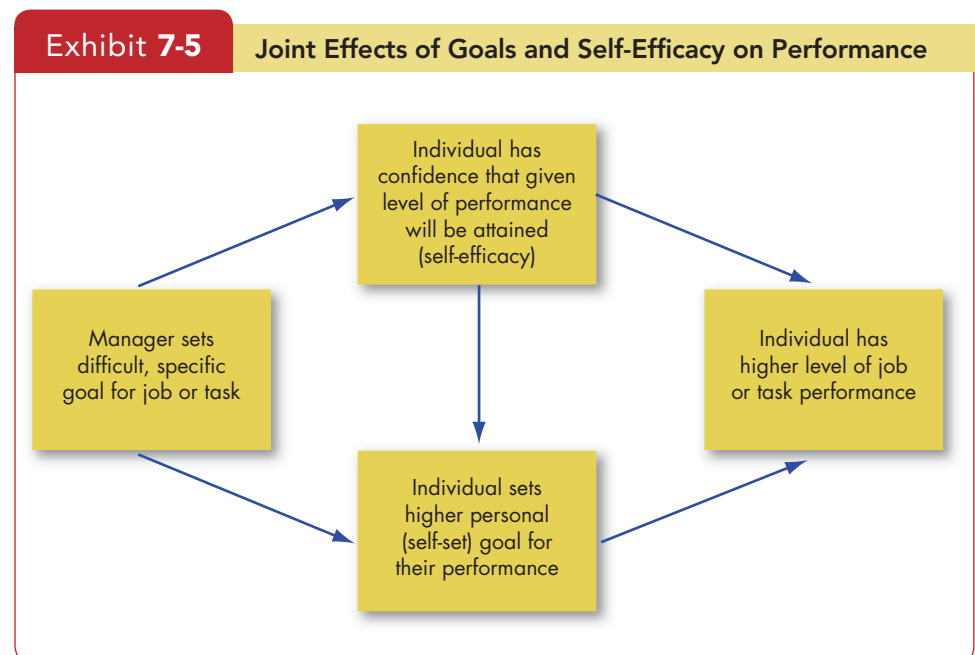 Exhibit 7-5
Joint Effects of Goals and Self-Efficacy on Performance
Individual has
confidence that given
level of performance
will be attained
(self-efficacy)
Manager sets
difficult, specific
goal for job or task
Individual has
higher level of job
or task performance
Individual sets
higher personal
(self-set) goal for
their performance